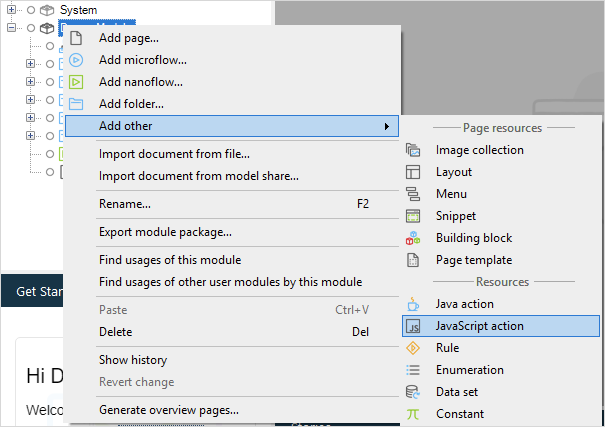 System
Add page...
Add microflow...
Add nanoflow...
Add folder...
Add other
Import document from file...
Import document from model share...
Rename... F2
Export module package...
Find usages of this module
Find usages of other user modules by this module
Paste Ctrl+V
Delete Del
Show history
Revert change
Generate overview pages...
Page resources
Image collection
Layout
Menu
Snippet
Building block
Page template
Resources
Java action
JS JavaScript action
Rule
Enumeration
Data set
Constant
Get Star
Hi D
Welco